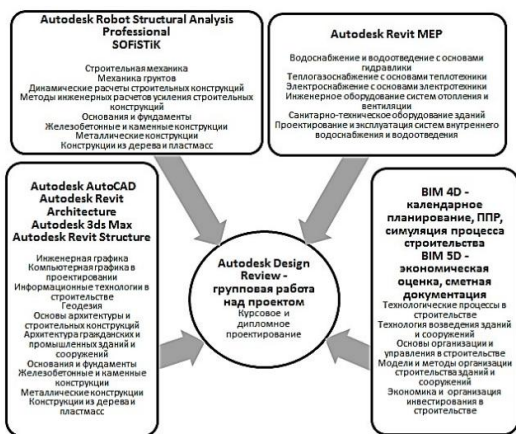 Autodesk Robot Structural Analysis
Professional
SOFiSTiK
Строительная механика
Механика грунтов
Динамические расчеты строительных конструкций
Методы инженерных расчетов усиления строительных
конструкций
Основания и фундаменты
Железобетонные и каменные конструкции
Металлические конструкции
Конструкции из дерева и пластмасс
Autodesk Revit MEP
Водоснабжение и водоотведение с основами
гидравлики
Теплогазоснабжение с основами теплотехники
Электроснабжение с основами электротехники
Инженерное оборудование систем отопления и
вентиляции
Санитарно-техническое оборудование зданий
Проектирование и эксплуатация систем внутреннего
водоснабжения и водоотведения
Autodesk AutoCAD
Autodesk Revit
Architecture
Autodesk 3ds Max
Autodesk Revit Structure
Инженерная графика
Компьютерная графика в
проектировании
Информационные технологии в
строительстве
Геодезия
Основы архитектуры и
строительных конструкций
Архитектура гражданских и
промышленных зданий и
сооружений
Основания и фундаменты
Железобетонные и каменные
конструкции
Металлические конструкции
Конструкции из дерева и
пластмасс
Autodesk Design
Review -
групповая работа
над проектом
Курсовое и
дипломное
проектирование
BIM 4D -
календарное
планирование, ППР,
симуляция процесса
строительства
BIM 5D -
экономическая
оценка, сметная
документация
Технологические процессы в
строительстве
Технология возведения зданий
и сооружений
Основы организации и
управления в строительстве
Модели и методы организации
строительства зданий и
сооружений
Экономика и организация
инвестирования в
строительстве